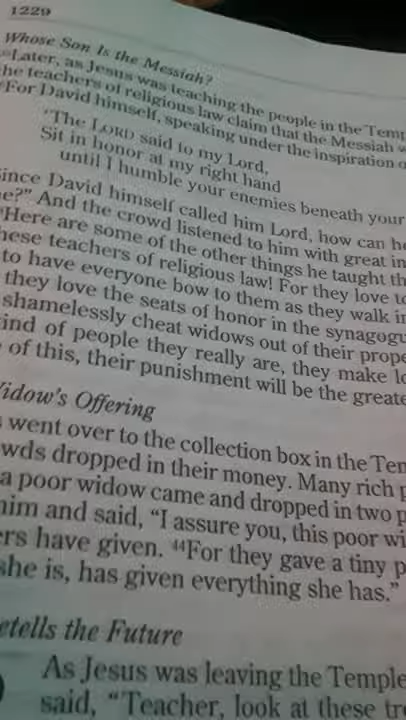 1229
Whose Son Is the Messiah?
Later, as Jesus was teaching the people in the Temp
he teachers of religious law claim that the Messiah
For David himself, speaking under the inspiration o
'The LORD said to my Lord,
Sit in honor at my right hand
until I humble your enemies beneath your
ince David himself called him Lord, how can he
e?" And the crowd listened to him with great in
"Here are some of the other things he taught th
hese teachers of religious law! For they love to
to have everyone bow to them as they walk in
they love the seats of honor in the synagogu
shamelessly cheat widows out of their prope
ind of people they really are, they make lo
of this, their punishment will be the greate
Widow's Offering
went over to the collection box in the Tem
wds dropped in their money. Many rich p
a poor widow came and dropped in two p
him and said, "I assure you, this poor wi
ers have given. 44For they gave a tiny p
she is, has given everything she has."
etells the Future
As Jesus was leaving the Temple
said, "Teacher, look at these tre